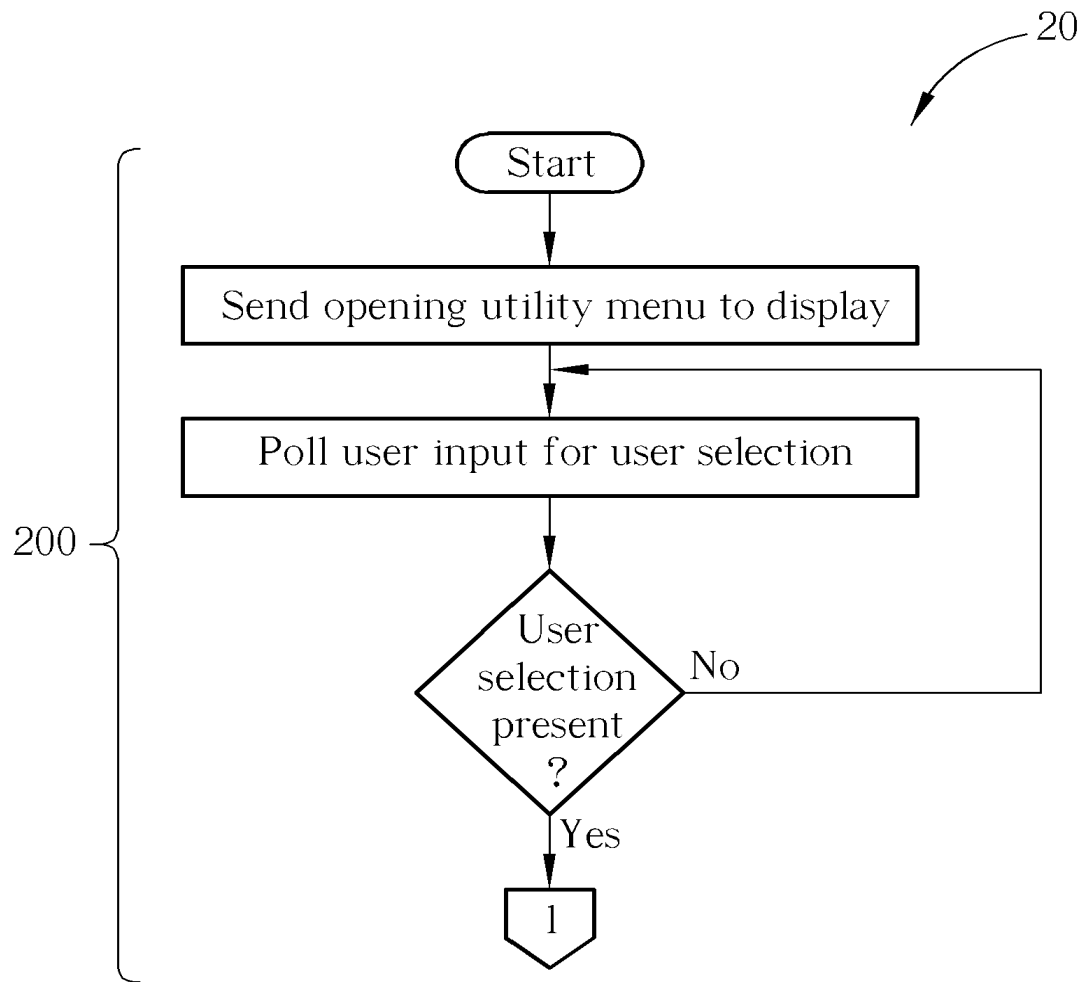 20
Start
Send opening utility menu to display
Poll user input for user selection
200
User
selection
present
?
No
Yes
1